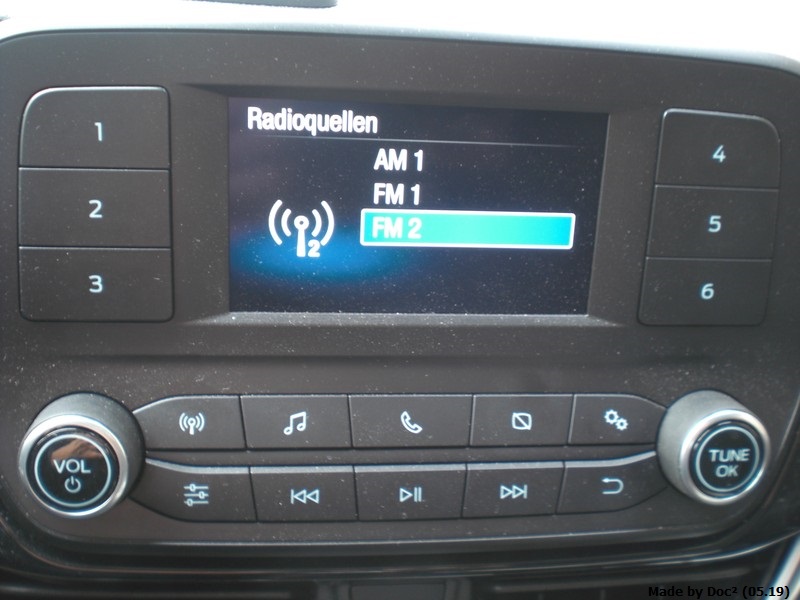 Radioquellen
AM 1
FM 1
FM 2
2
1
2
3
4
5
6
VOL
TUNE
OK
Made by Doc² (05.19)